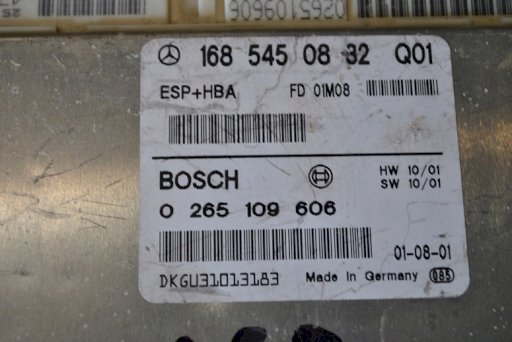 0265109606
168 545 08 32 Q01
ESP+HBA FD 01M08
BOSCH HW 10/01
SW 10/01
0 265 109 606
01-08-01
DKGU31013183 Made in Germany 085